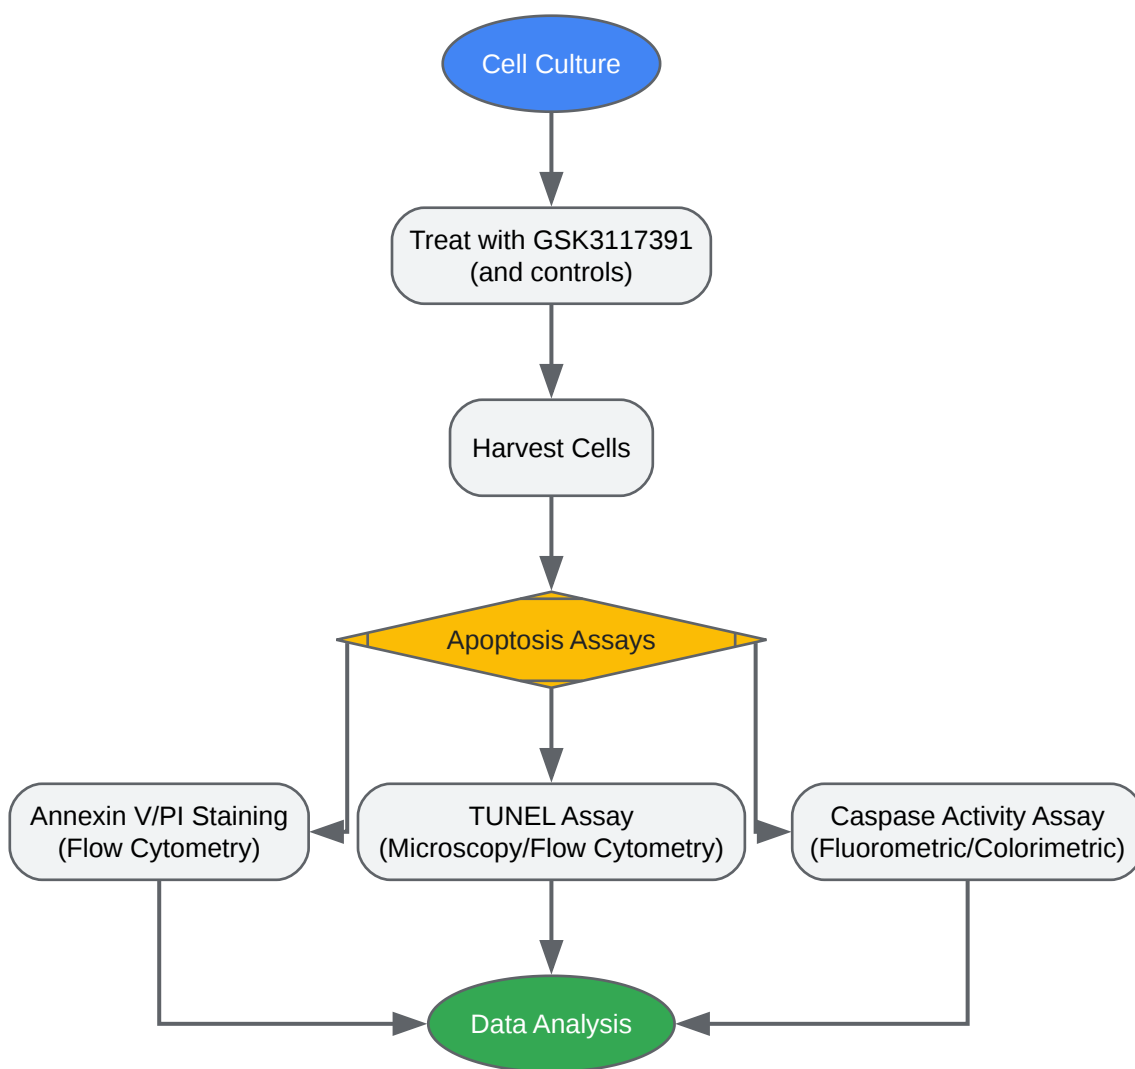 Cell Culture
Treat with GSK3117391
(and controls)
Harvest Cells
Apoptosis Assays
Annexin V/PI Staining
(Flow Cytometry)
TUNEL Assay
(Microscopy/Flow Cytometry)
Caspase Activity Assay
(Fluorometric/Colorimetric)
Data Analysis